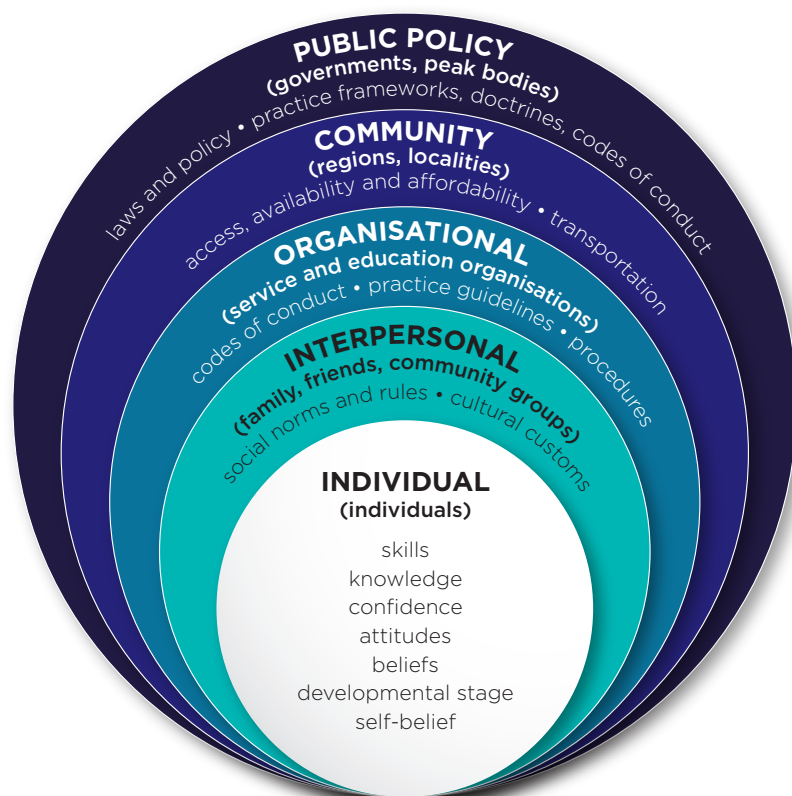 PUBLIC POLICY
(governments, peak bodies)
laws and policy • practice frameworks, doctrines, codes of conduct
COMMUNITY
(regions, localities)
access, availability and affordability • transportation
ORGANISATIONAL
(service and education organisations)
codes of conduct • practice guidelines • procedures
INTERPERSONAL
(family, friends, community groups)
social norms and rules • cultural customs
INDIVIDUAL
(individuals)
skills
knowledge
confidence
attitudes
beliefs
developmental stage
self-belief